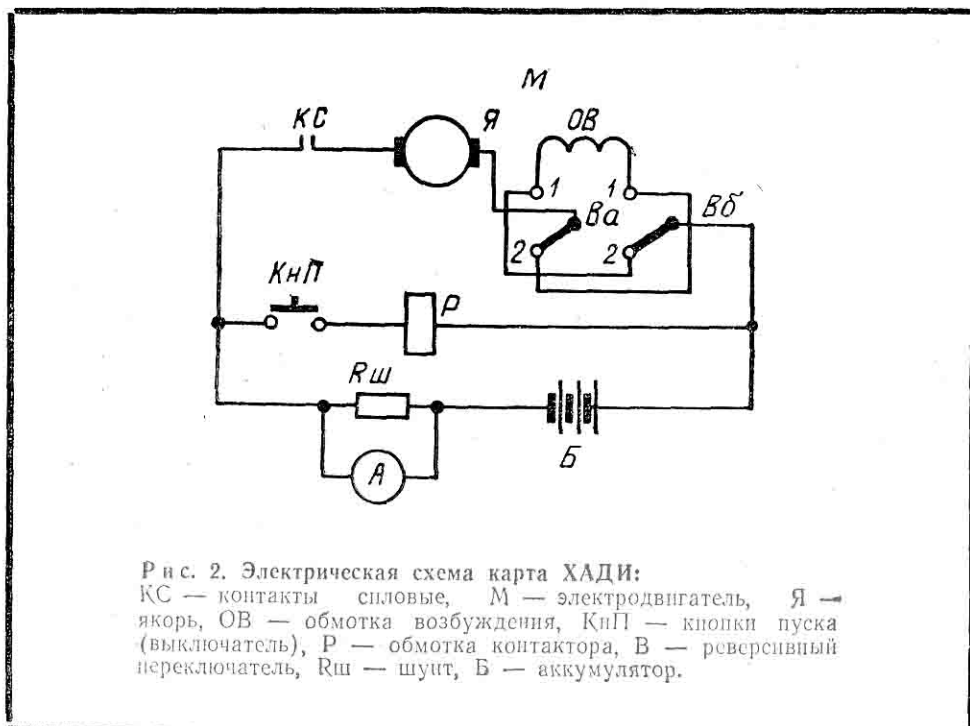 М
КС
Я
ОВ
1
1
Ва
Вб
2
2
КнП
Р
Rш
А
Б
Рис. 2. Электрическая схема карта ХАДИ:
КС — контакты силовые, М — электродвигатель, Я —
якорь, ОВ — обмотка возбуждения, КнП — кнопки пуска
(выключатель), Р — обмотка контактора, В — реверсивный
переключатель, Rш — шунт, Б — аккумулятор.